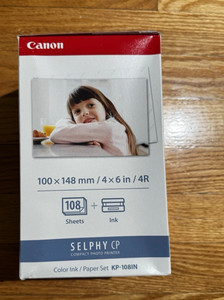 Canon
100 × 148 mm / 4 × 6 in / 4R
108
Sheets
+
Ink
SELPHY CP
COMPACT PHOTO PRINTER
Color Ink / Paper Set KP-108IN